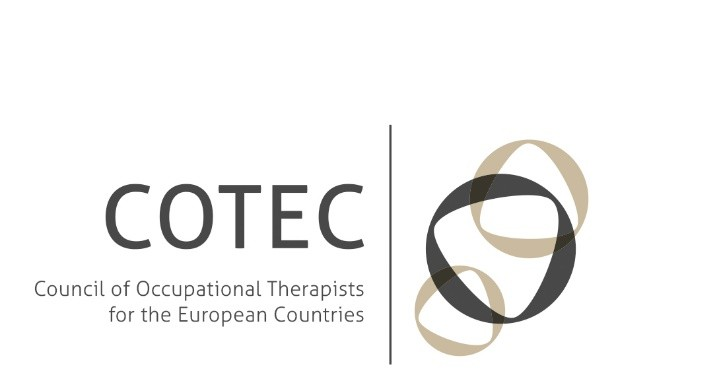 COTEC
Council of Occupational Therapists
for the European Countries